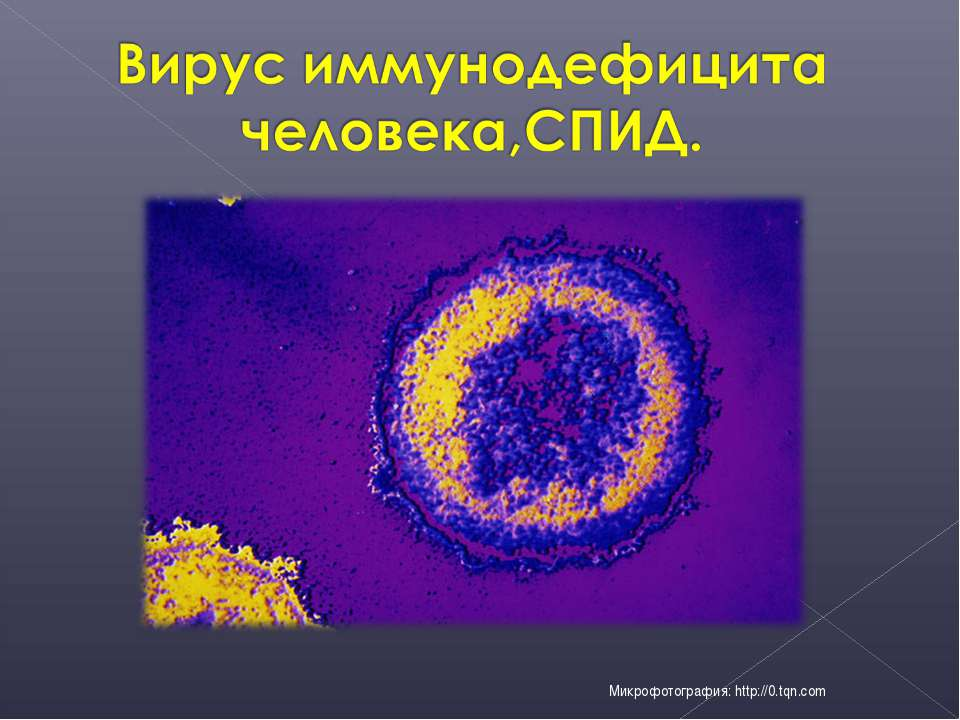 Вирус иммунодефицита
человека,СПИД.
Микрофотография: http://0.tqn.com